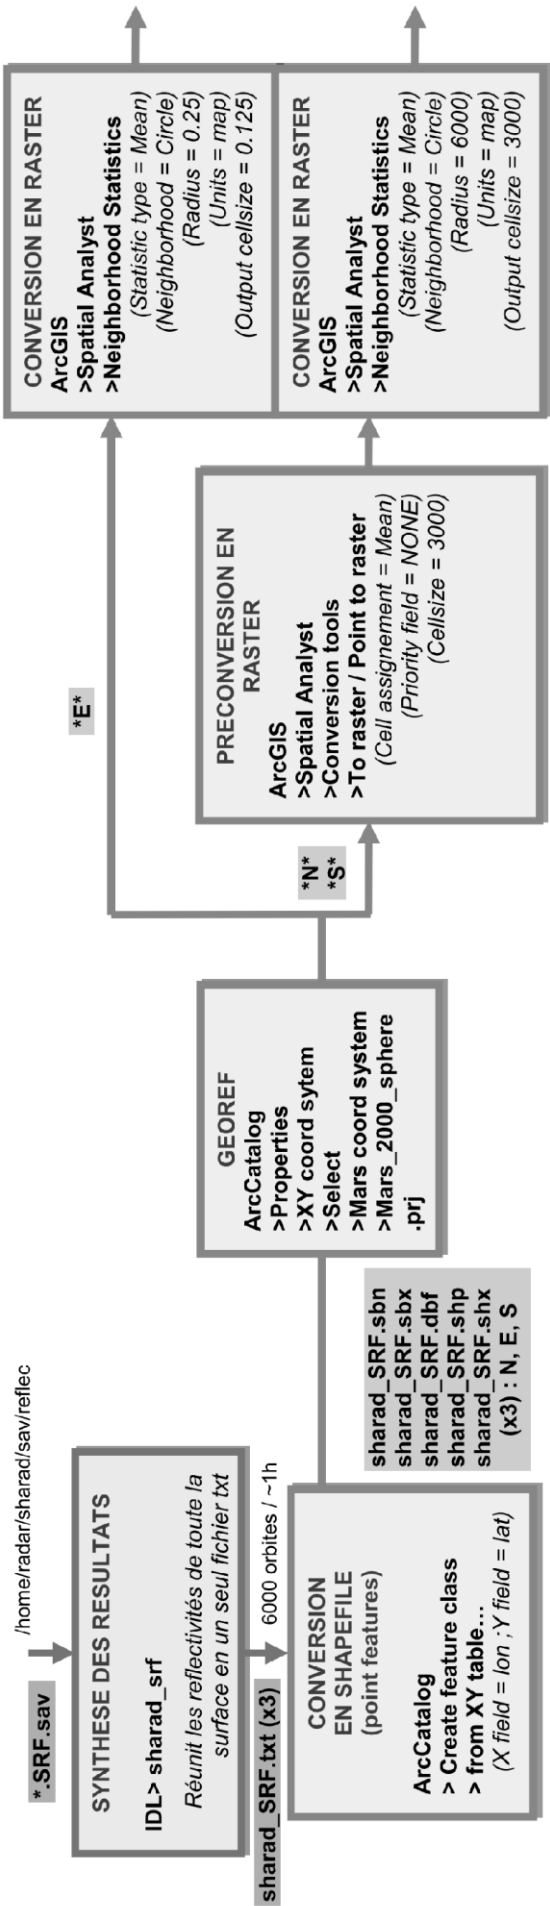 *.SRF.sav
/home/radar/sharad/sav/reflec
SYNTHESE DES RESULTATS
IDL> sharad_srf
Réunit les reflectivités de toute la
surface en un seul fichier txt
sharad_SRF.txt (x3)
6000 orbites / ~1h
CONVERSION
EN SHAPEFILE
(point features)
ArcCatalog
> Create feature class
> from XY table...
(X field = lon ;Y field = lat)
sharad_SRF.sbn
sharad_SRF.sbx
sharad_SRF.dbf
sharad_SRF.shp
sharad_SRF.shx
(x3) : N, E, S
GEOREF
ArcCatalog
>Properties
>XY coord sytem
>Select
>Mars coord system
>Mars_2000_sphere
.prj
*E*
*N*
*S*
PRECONVERSION EN
RASTER
ArcGIS
>Spatial Analyst
>Conversion tools
>To raster / Point to raster
(Cell assignement = Mean)
(Priority field = NONE)
(Cellsize = 3000)
CONVERSION EN RASTER
ArcGIS
>Spatial Analyst
>Neighborhood Statistics
(Statistic type = Mean)
(Neighborhood = Circle)
(Radius = 0.25)
(Units = map)
(Output cellsize = 0.125)
CONVERSION EN RASTER
ArcGIS
>Spatial Analyst
>Neighborhood Statistics
(Statistic type = Mean)
(Neighborhood = Circle)
(Radius = 6000)
(Units = map)
(Output cellsize = 3000)